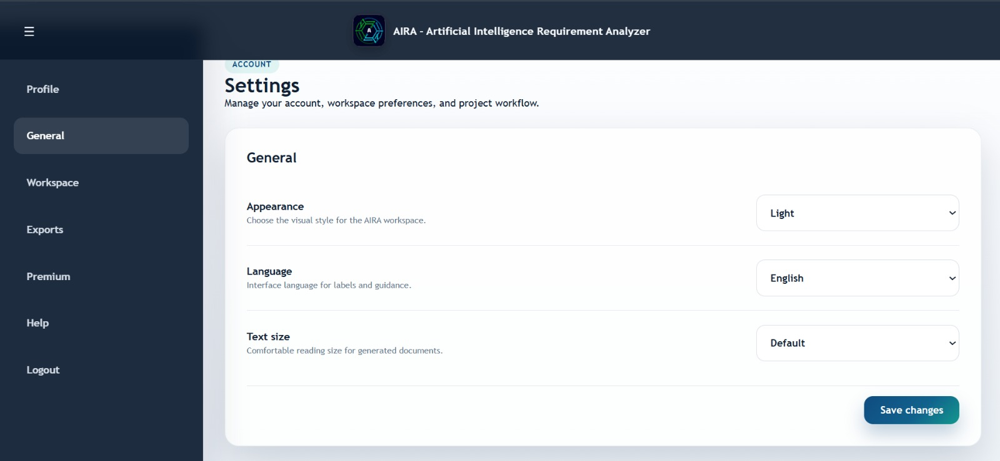 AIRA - Artificial Intelligence Requirement Analyzer
Profile
General
Workspace
Exports
Premium
Help
Logout
ACCOUNT
Settings
Manage your account, workspace preferences, and project workflow.
General
Appearance
Choose the visual style for the AIRA workspace.
Light
Language
Interface language for labels and guidance.
English
Text size
Comfortable reading size for generated documents.
Default
Save changes